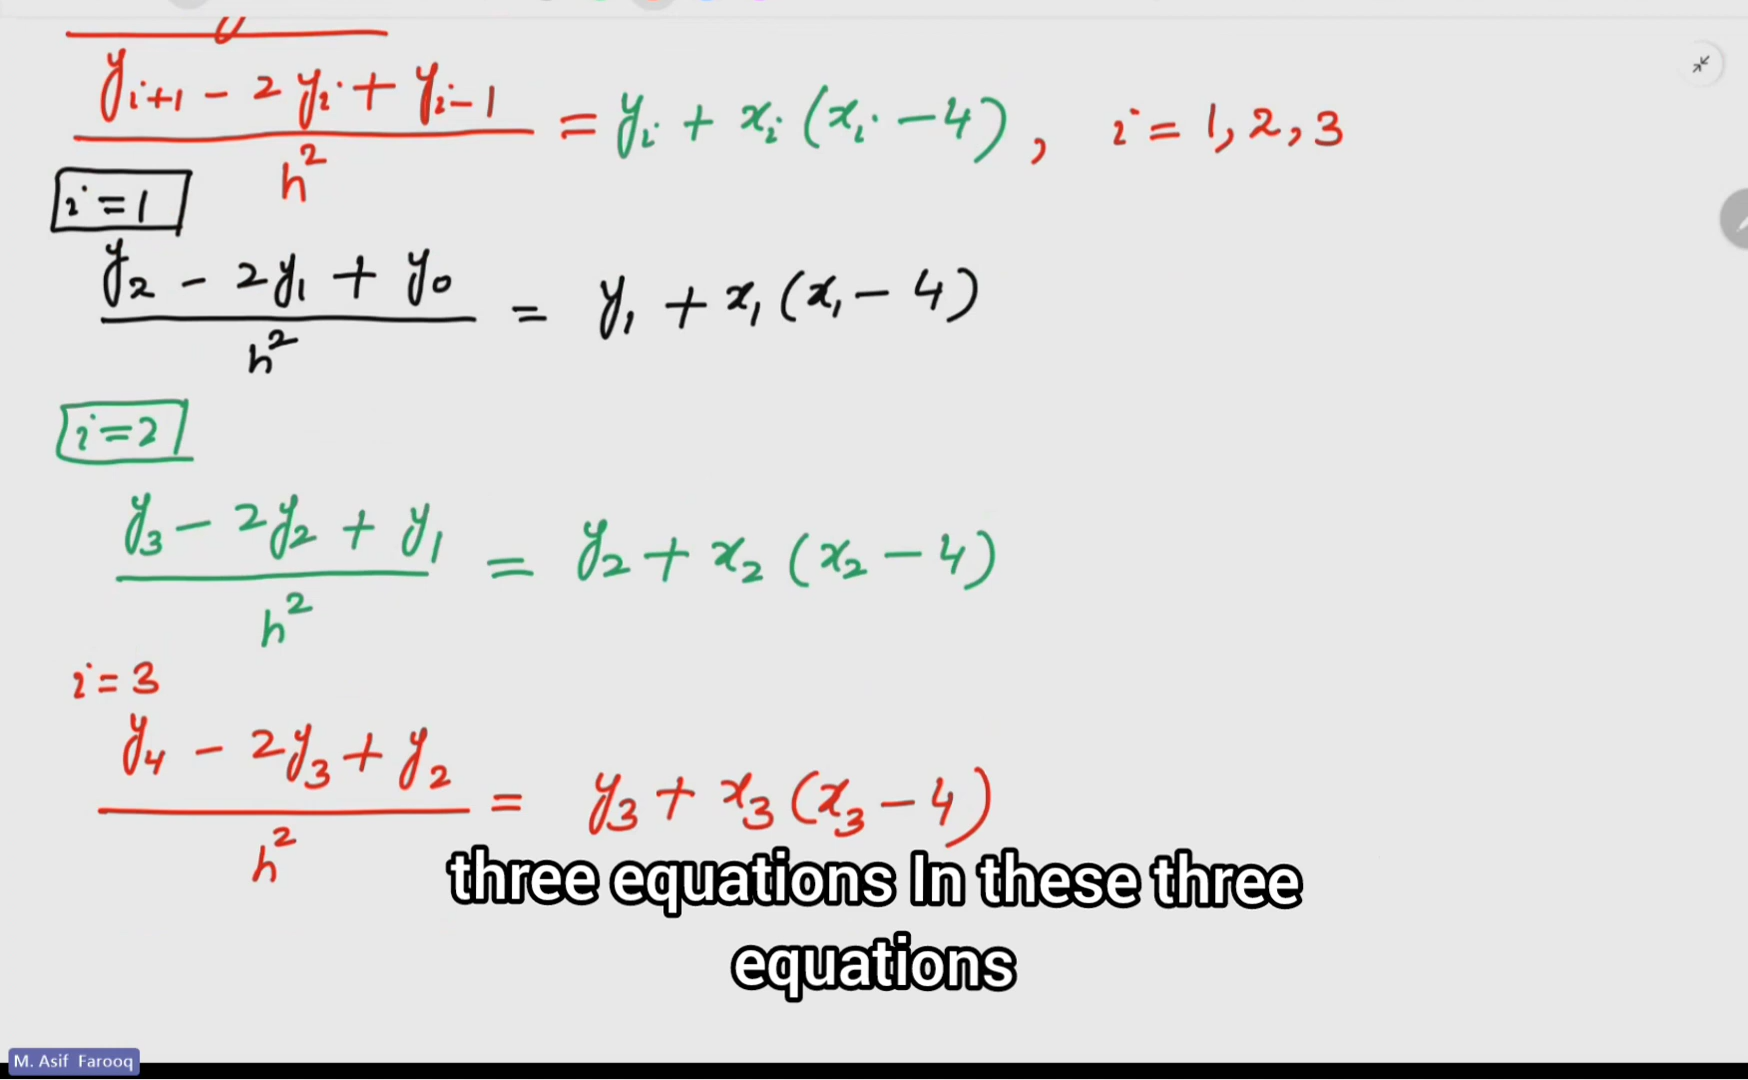 y_{i+1} - 2y_i + y_{i-1} / h² = y_i + x_i (x_i - 4), i = 1, 2, 3
i = 1
y_2 - 2y_1 + y_0 / h² = y_1 + x_1 (x_1 - 4)
i = 2
y_3 - 2y_2 + y_1 / h² = y_2 + x_2 (x_2 - 4)
i = 3
y_4 - 2y_3 + y_2 / h² = y_3 + x_3 (x_3 - 4)
three equations In these three
equations
M. Asif Farooq